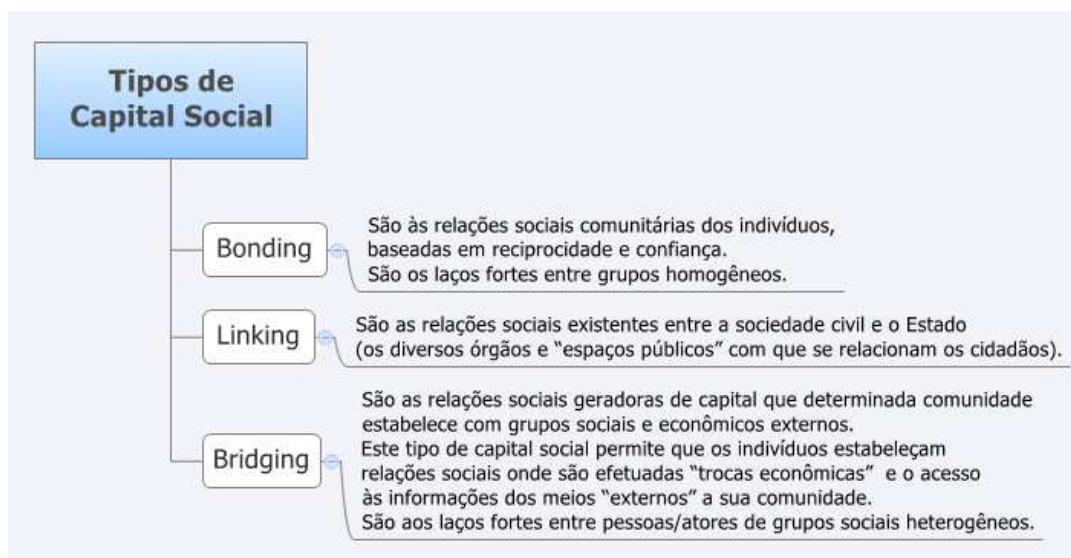 Tipos de
Capital Social
Bonding
São às relações sociais comunitárias dos indivíduos,
baseadas em reciprocidade e confiança.
São os laços fortes entre grupos homogêneos.
Linking
São as relações sociais existentes entre a sociedade civil e o Estado
(os diversos órgãos e “espaços públicos” com que se relacionam os cidadãos).
Bridging
São as relações sociais geradoras de capital que determinada comunidade
estabelece com grupos sociais e econômicos externos.
Este tipo de capital social permite que os indivíduos estabeleçam
relações sociais onde são efetuadas “trocas econômicas” e o acesso
às informações dos meios “externos” a sua comunidade.
São aos laços fortes entre pessoas/atores de grupos sociais heterogêneos.